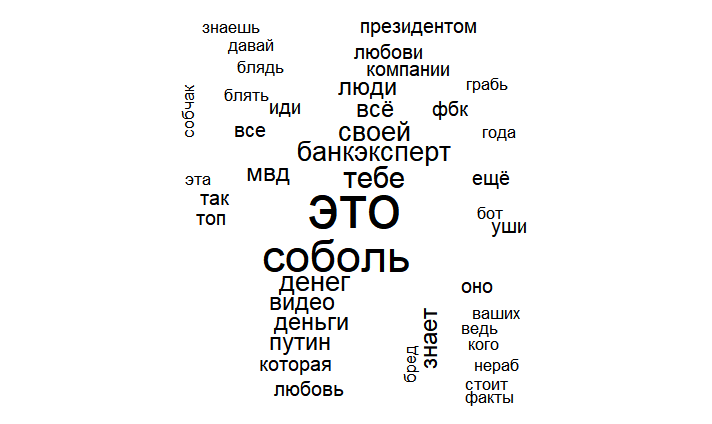 знаешь
президентом
давай
любови
блядь
компании
люди
грабь
собчак
блять
иди
всё
фбк
все
своей
года
банкэксперт
мвд
тебе
ещё
эта
так
это
бот
топ
уши
соболь
денег
оно
видео
ваших
деньги
знает
ведь
путин
кого
которая
бред
нераб
любовь
стоит
факты